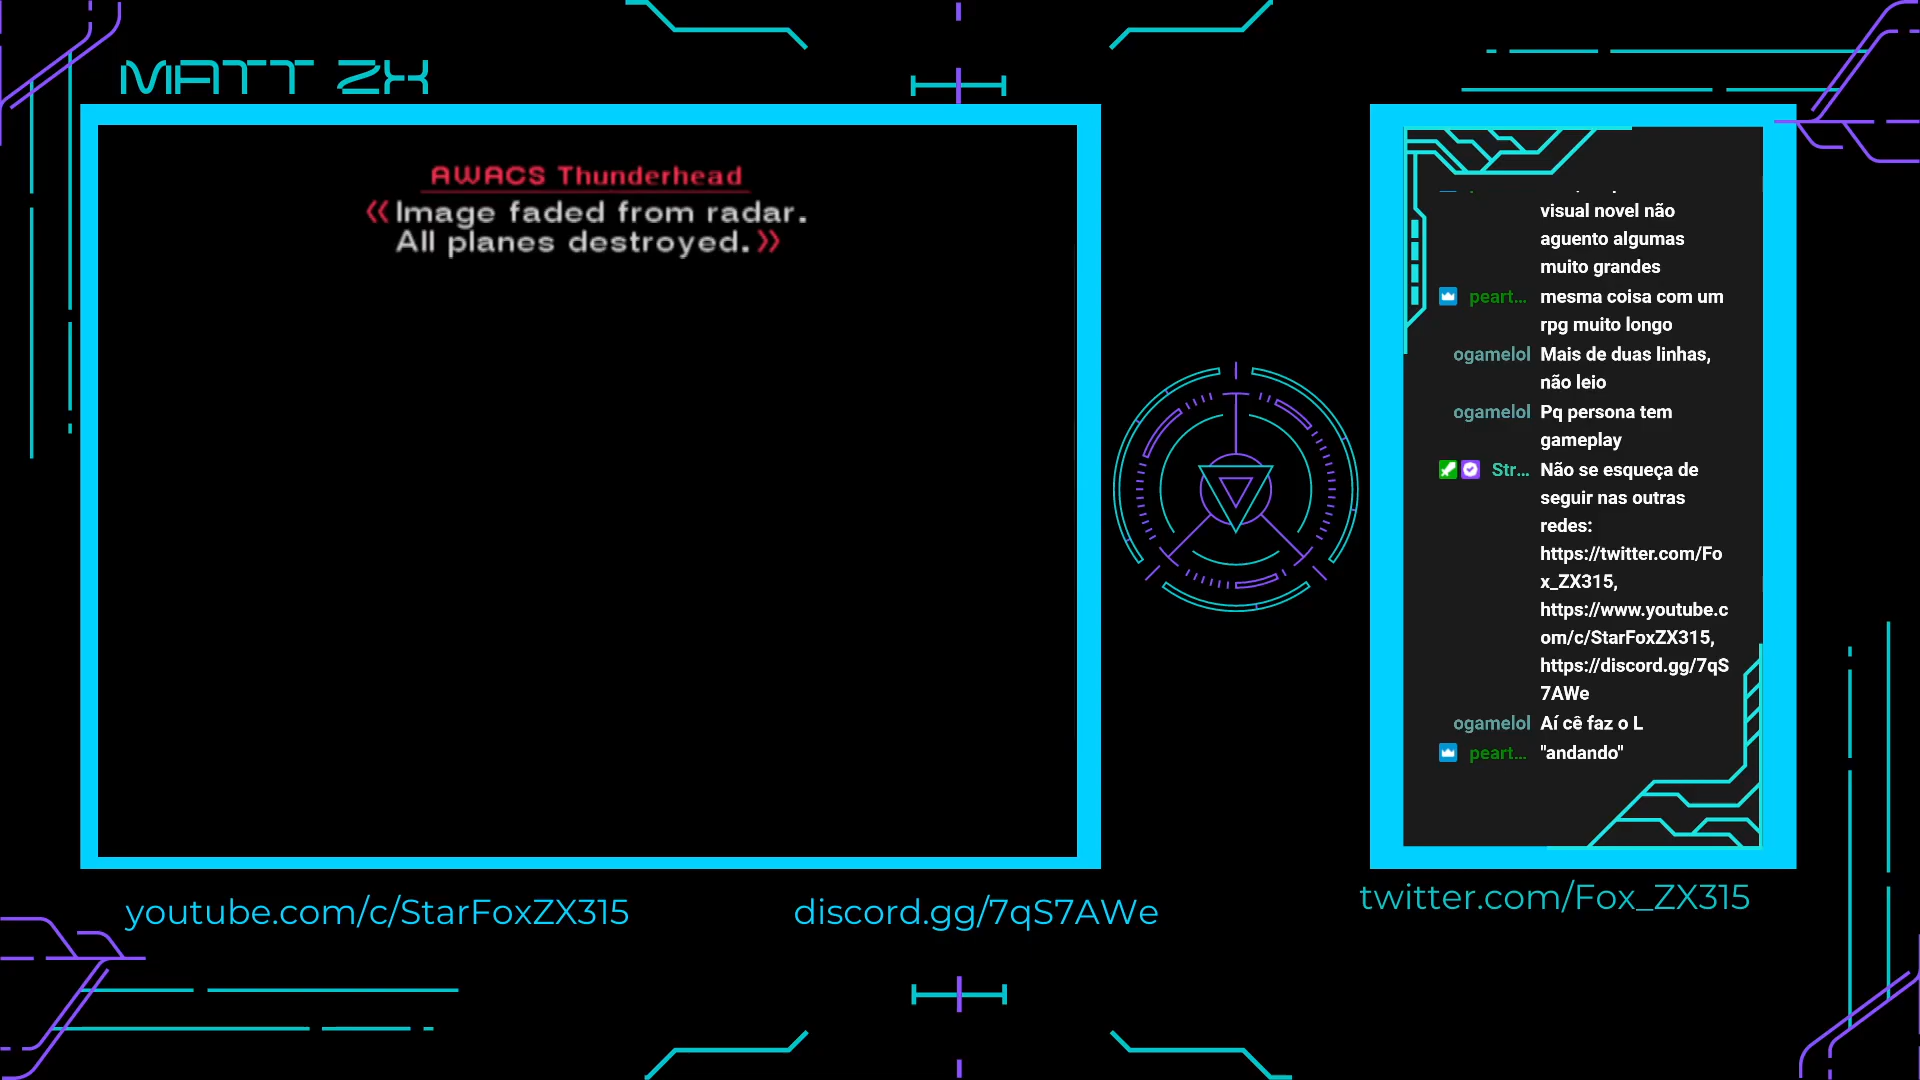 MATT ZX
AWACS Thunderhead
《Image faded from radar.
All planes destroyed.》
visual novel não
aguento algumas
muito grandes
peart... mesma coisa com um
rpg muito longo
ogamelol Mais de duas linhas,
não leio
ogamelol Pq persona tem
gameplay
Str... Não se esqueça de
seguir nas outras
redes:
https://twitter.com/Fo
x_ZX315,
https://www.youtube.c
om/c/StarFoxZX315,
https://discord.gg/7qS
7AWe
ogamelol Aí cê faz o L
peart... "andando"
youtube.com/c/StarFoxZX315
discord.gg/7qS7AWe
twitter.com/Fox_ZX315